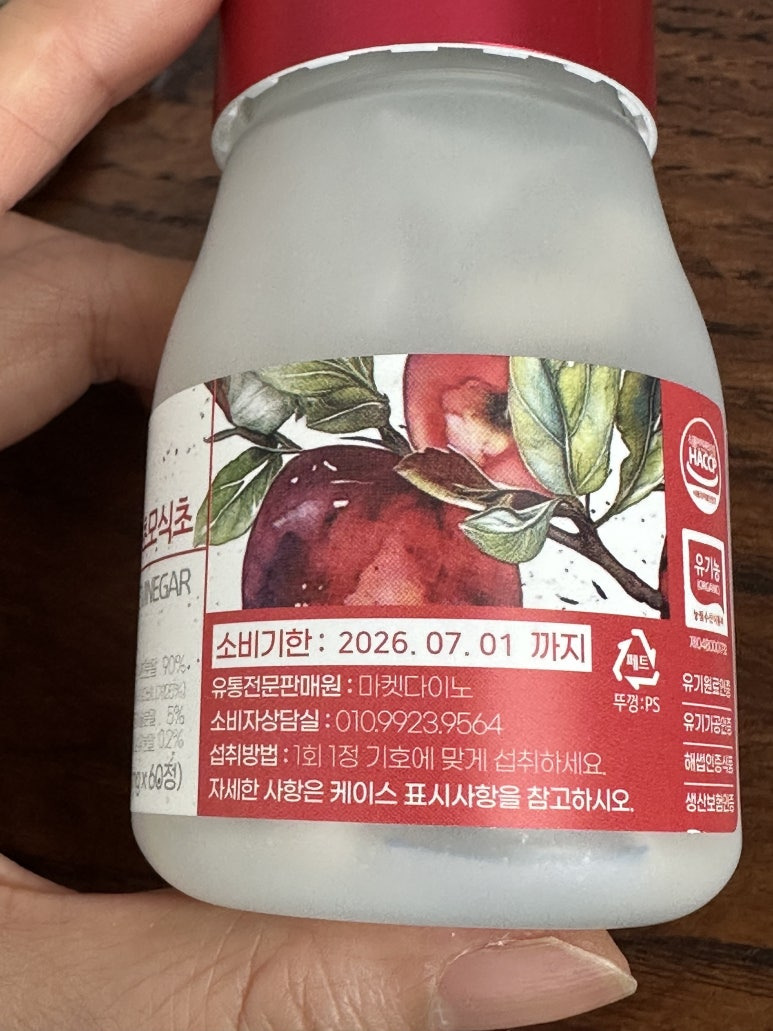 모식초
INEGAR
90%
5%
0.2%
x 60정)
소비기한 : 2026. 07. 01 까지
유통전문판매원 : 마켓다이노
소비자상담실 : 010.9923.9564
섭취방법 : 1회 1정 기호에 맞게 섭취하세요.
자세한 사항은 케이스 표시사항을 참고하시오.
페트
뚜껑:PS
HACCP
유기농
(ORGANIC)
유기원료인증
유기가공인증
해썹인증식품
생산보험인증